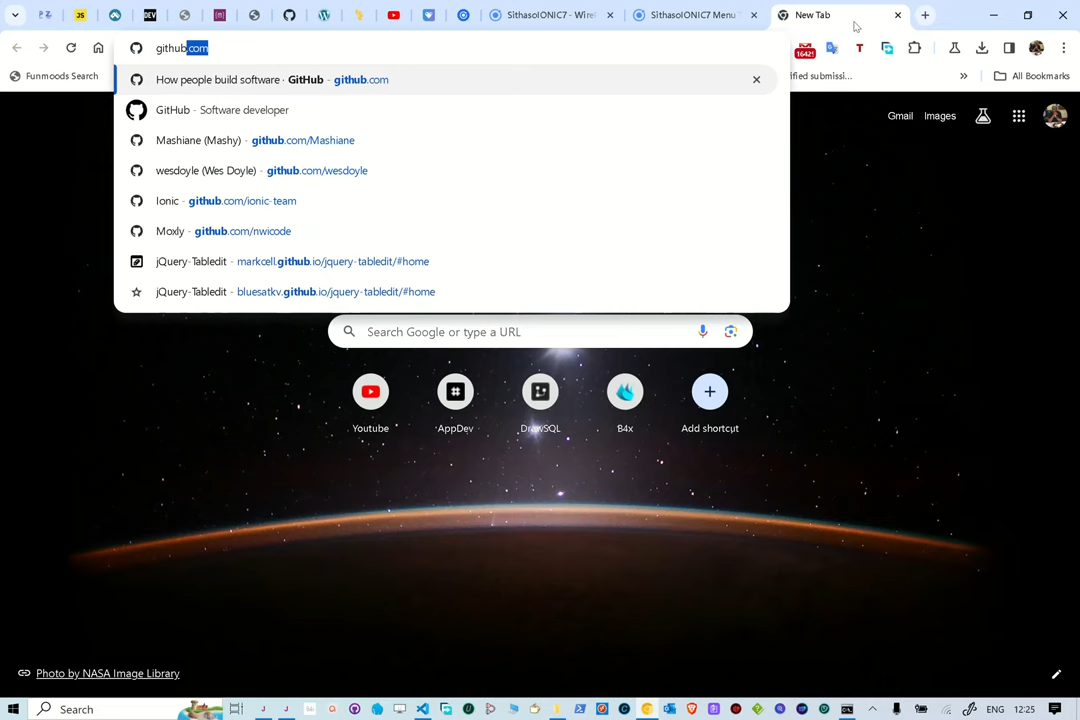 SithasoIONIC7 - Wirel
SithasoIONIC7 Menu T
New Tab
github.com
16421
ified submissi...
Funmoods Search
All Bookmarks
How people build software · GitHub - github.com
GitHub - Software developer
Mashiane (Mashy) - github.com/Mashiane
wesdoyle (Wes Doyle) - github.com/wesdoyle
Ionic - github.com/ionic-team
Moxly - github.com/nwicode
jQuery-Tabledit - markcell.github.io/jquery-tabledit/#home
jQuery-Tabledit - bluesatkv.github.io/jquery-tabledit/#home
Gmail Images
Search Google or type a URL
Youtube
AppDev
DrawSQL
B4x
Add shortcut
Photo by NASA Image Library
Search
ENG 12:25